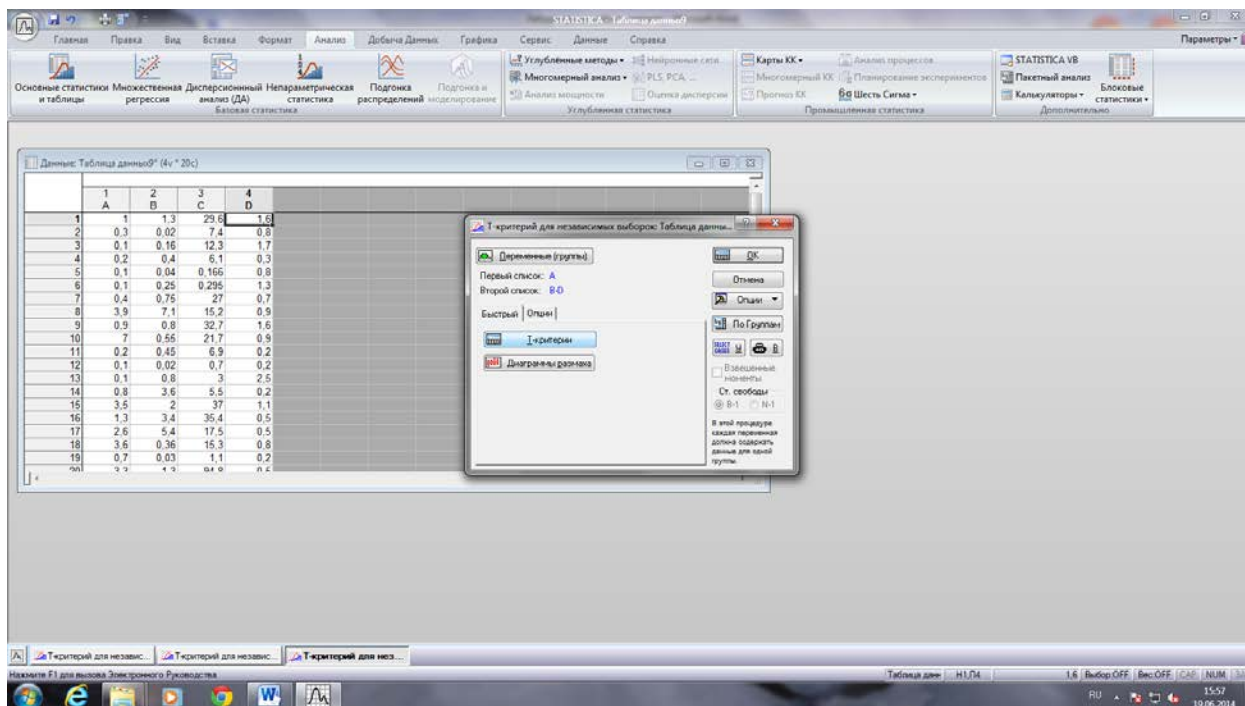 STATISTICA - Таблица данных9
Главная Правка Вид Вставка Формат Анализ Добыча Данных Графика Сервис Данные Справка
Параметры
Основные статистики и таблицы
Множественная регрессия
Дисперсионный анализ (ДА)
Непараметрическая статистика
Подгонка распределений
Подгонка и моделирование
Базовая статистика
Углублённые методы Нейронные сети
Многомерный анализ PLS, PCA, ...
Анализ мощности Оценка дисперсии
Углубленная статистика
Карты КК Анализ процессов
Многомерный КК Планирование экспериментов
Прогноз КК 6σ Шесть Сигма
Промышленная статистика
STATISTICA VB
Пакетный анализ
Калькуляторы
Блоковые статистики
Дополнительно
Данные: Таблица данных9* (4v * 20c)
1 2 3 4
A B C D
1 1 1,3 29,6 1,6
2 0,3 0,02 7,4 0,8
3 0,1 0,16 12,3 1,7
4 0,2 0,4 6,1 0,3
5 0,1 0,04 0,166 0,8
6 0,1 0,25 0,295 1,3
7 0,4 0,75 27 0,7
8 3,9 7,1 15,2 0,9
9 0,9 0,8 32,7 1,6
10 7 0,55 21,7 0,9
11 0,2 0,45 6,9 0,2
12 0,1 0,02 0,7 0,2
13 0,1 0,8 3 2,5
14 0,8 3,6 5,5 0,2
15 3,5 2 37 1,1
16 1,3 3,4 35,4 0,5
17 2,6 5,4 17,5 0,5
18 3,6 0,36 15,3 0,8
19 0,7 0,03 1,1 0,2
Т-критерий для независимых выборок: Таблица данны...
Переменные (группы)
Первый список: A
Второй список: B-D
Быстрый Опции
Т-критерии
Диаграммы размаха
OK
Отмена
Опции
По Группам
SELECT CASES
Взвешенные моменты
Ст. свободы
В-1 N-1
В этой процедуре
каждая переменная
должна содержать
данные для одной
группы.
Т-критерий для независ... Т-критерий для независ... Т-критерий для нез...
Нажмите F1 для вызова Электронного Руководства
Таблица данн Н1,П4 1,6 Выбор:OFF Вес:OFF CAP NUM
RU 15:57
19.06.2014